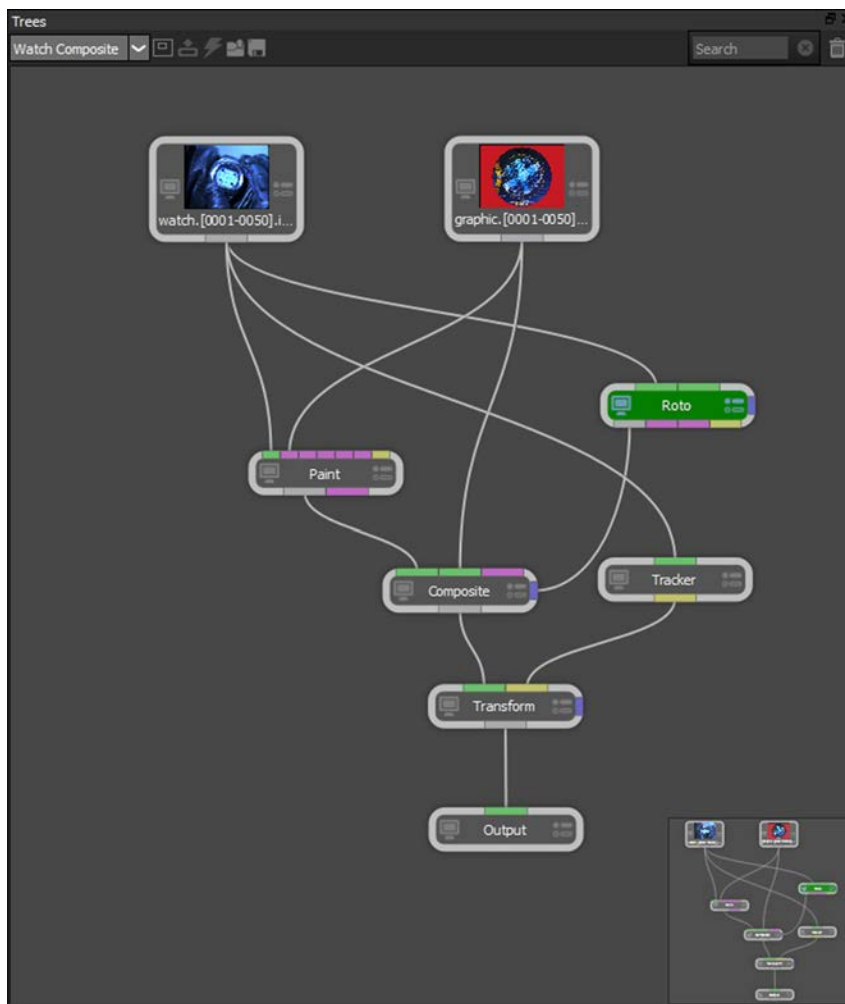 Trees
Watch Composite
Search
watch.[0001-0050].i...
graphic.[0001-0050]...
Roto
Paint
Composite
Tracker
Transform
Output